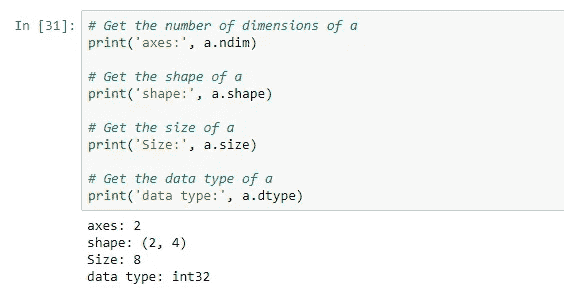 In [31]: # Get the number of dimensions of a
print('axes:', a.ndim)
# Get the shape of a
print('shape:', a.shape)
# Get the size of a
print('Size:', a.size)
# Get the data type of a
print('data type:', a.dtype)
axes: 2
shape: (2, 4)
Size: 8
data type: int32